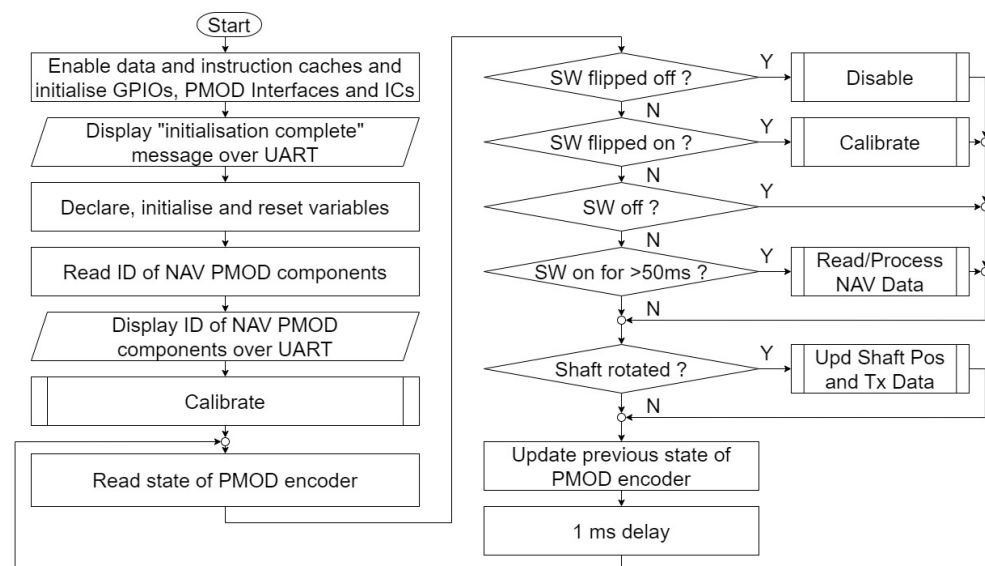 Start
Enable data and instruction caches and
initialise GPIOs, PMOD Interfaces and ICs
Display "initialisation complete"
message over UART
Declare, initialise and reset variables
Read ID of NAV PMOD components
Display ID of NAV PMOD
components over UART
Calibrate
Read state of PMOD encoder
SW flipped off ?
Y
Disable
N
SW flipped on ?
Y
Calibrate
N
SW off ?
Y
N
SW on for >50ms ?
Y
Read/Process
NAV Data
N
Shaft rotated ?
Y
Upd Shaft Pos
and Tx Data
N
Update previous state of
PMOD encoder
1 ms delay